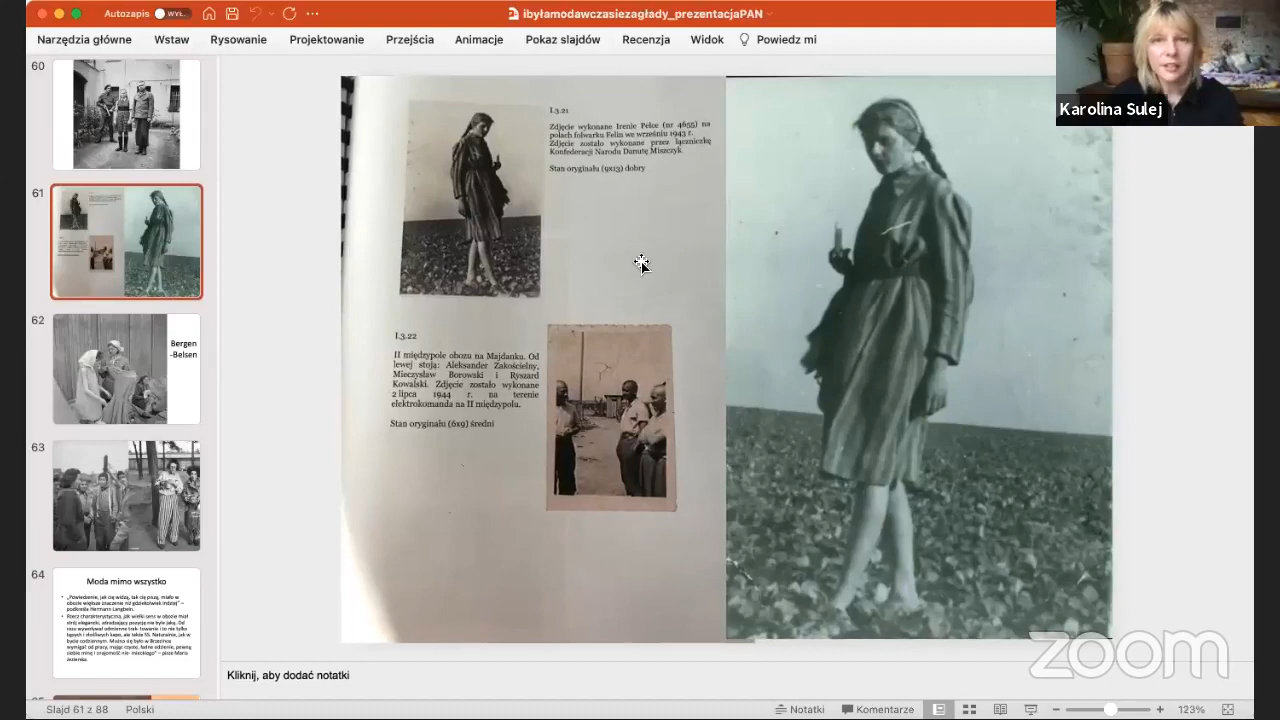 Autozapis
WYŁ.
ibyłamodawczasiezagłady_prezentacjaPAN
Narzędzia główne
Wstaw
Rysowanie
Projektowanie
Przejścia
Animacje
Pokaz slajdów
Recenzja
Widok
Powiedz mi
Karolina Sulej
60
61
62
Bergen
-Belsen
63
64
Moda mimo wszystko
I.3.21
Zdjęcie wykonane Irenie Pełce (nr 4655) na
polach folwarku Felin we wrześniu 1943 r.
Zdjęcie zostało wykonane przez łączniczkę
Konfederacji Narodu Danutę Miszczyk.
Stan oryginału (9x13) dobry
I.3.22
II międzypole obozu na Majdanku. Od
lewej stoją: Aleksander Zakościelny,
Mieczysław Borowski i Ryszard
Kowalski. Zdjęcie zostało wykonane
2 lipca 1944 r. na terenie
elektrokomanda na II międzypolu.
Stan oryginału (6x9) średni
zoom
Kliknij, aby dodać notatki
Slajd 61 z 88
Polski
Notatki
Komentarze
123%